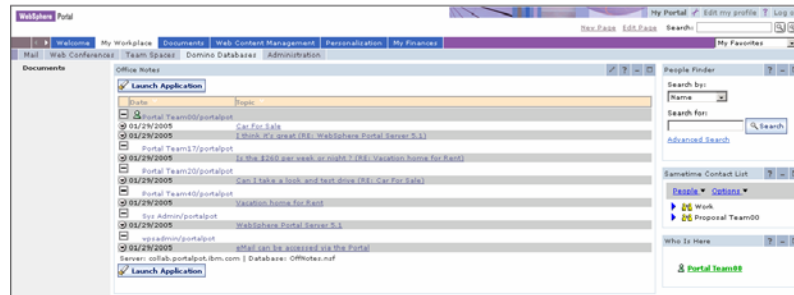 WebSphere Portal
My Portal Edit my profile ? Log
New Page Edit Page Search:
Welcome My Workplace Documents Web Content Management Personalization My Finances My Favorites
Mail Web Conferences Team Spaces Domino Databases Administration
Documents
Office Notes
Launch Application
Date Topic
Portal Team00/portalpot
01/29/2005 Car For Sale
01/29/2005 I think it's great (RE: WebSphere Portal Server 5.1)
Portal Team17/portalpot
01/29/2005 Is the $260 per week or night ? (RE: Vacation home for Rent)
Portal Team20/portalpot
01/29/2005 Can I take a look and test drive (RE: Car For Sale)
Portal Team40/portalpot
01/29/2005 Vacation home for Rent
Sys Admin/portalpot
01/29/2005 WebSphere Portal Server 5.1
wpsadmin/portalpot
01/29/2005 eMail can be accessed via the Portal
Server: collab.portalpot.ibm.com | Database: OffNotes.nsf
Launch Application
People Finder
Search by:
Name
Search for:
Search
Advanced Search
Sametime Contact List
People Options
Work
Proposal Team00
Who Is Here
Portal Team00